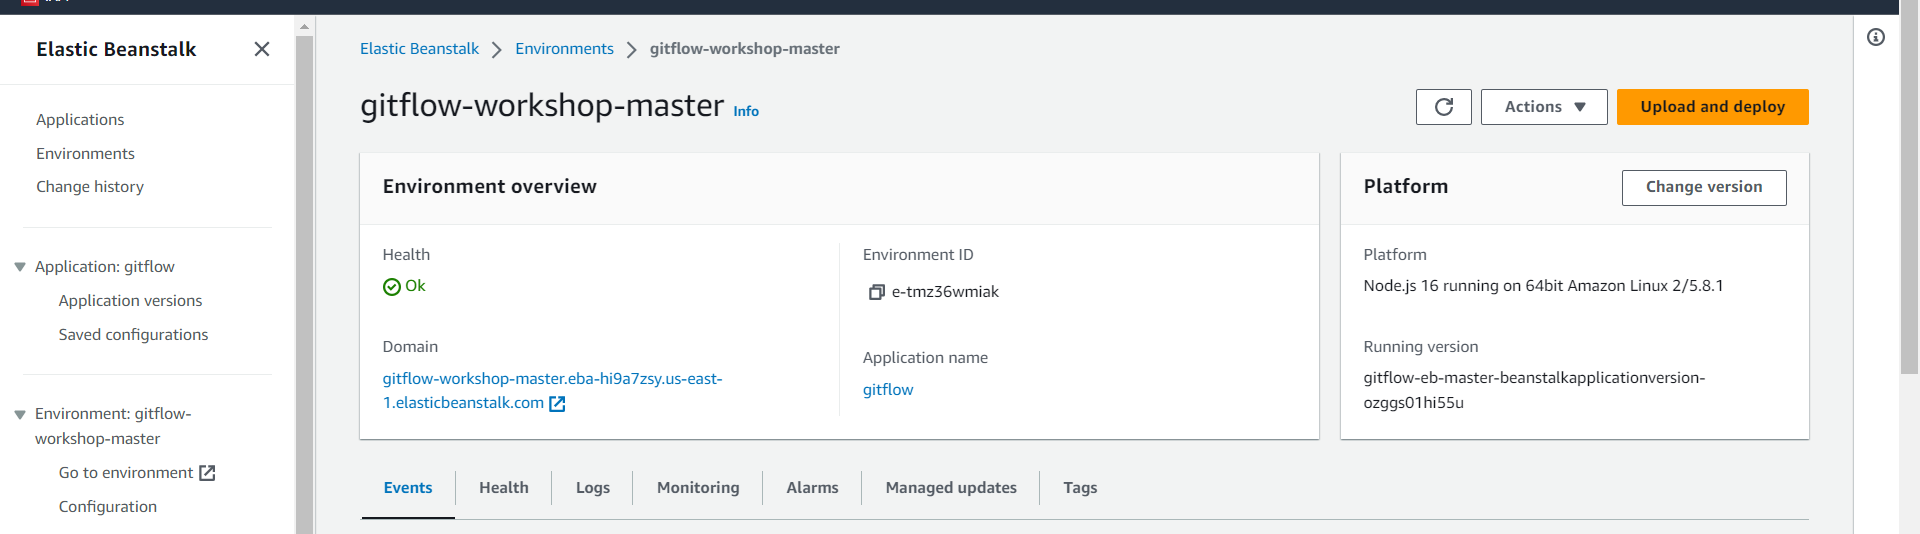 Elastic Beanstalk
Applications
Environments
Change history
Application: gitflow
Application versions
Saved configurations
Environment: gitflow-
workshop-master
Go to environment
Configuration
Elastic Beanstalk > Environments > gitflow-workshop-master
gitflow-workshop-master Info
Actions
Upload and deploy
Environment overview
Health
Ok
Domain
gitflow-workshop-master.eba-hi9a7zsy.us-east-
1.elasticbeanstalk.com
Environment ID
e-tmz36wmiak
Application name
gitflow
Platform
Change version
Platform
Node.js 16 running on 64bit Amazon Linux 2/5.8.1
Running version
gitflow-eb-master-beanstalkapplicationversion-
ozggs01hi55u
Events
Health
Logs
Monitoring
Alarms
Managed updates
Tags